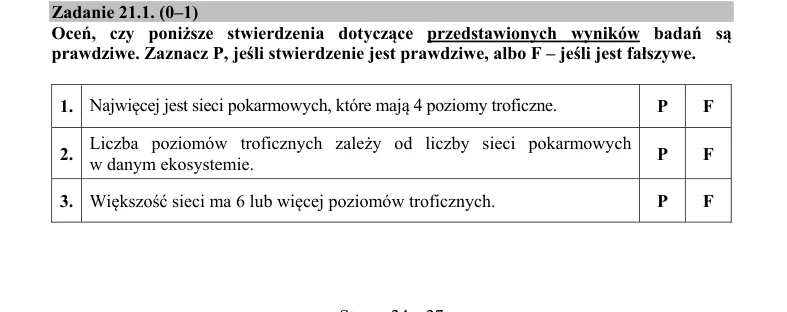 Zadanie 21.1. (0–1)
Oceń, czy poniższe stwierdzenia dotyczące przedstawionych wyników badań są
prawdziwe. Zaznacz P, jeśli stwierdzenie jest prawdziwe, albo F – jeśli jest fałszywe.
1. Najwięcej jest sieci pokarmowych, które mają 4 poziomy troficzne. P F
2. Liczba poziomów troficznych zależy od liczby sieci pokarmowych
w danym ekosystemie. P F
3. Większość sieci ma 6 lub więcej poziomów troficznych. P F